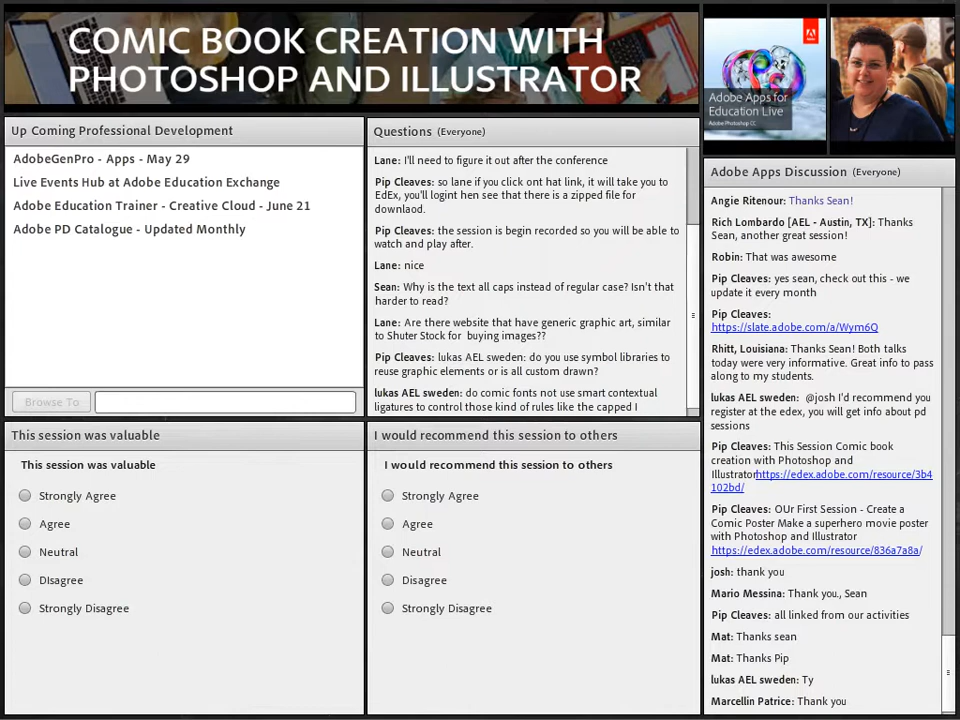 COMIC BOOK CREATION WITH
PHOTOSHOP AND ILLUSTRATOR
Adobe Apps for
Education Live
Adobe Photoshop CC
Up Coming Professional Development
AdobeGenPro - Apps - May 29
Live Events Hub at Adobe Education Exchange
Adobe Education Trainer - Creative Cloud - June 21
Adobe PD Catalogue - Updated Monthly
Browse To
Questions (Everyone)
Lane: I'll need to figure it out after the conference
Pip Cleaves: so lane if you click ont hat link, it will take you to
EdEx, you'll logint hen see that there is a zipped file for
downlaod.
Pip Cleaves: the session is begin recorded so you will be able to
watch and play after.
Lane: nice
Sean: Why is the text all caps instead of regular case? Isn't that
harder to read?
Lane: Are there website that have generic graphic art, similar
to Shuter Stock for  buying images??
Pip Cleaves: lukas AEL sweden: do you use symbol libraries to
reuse graphic elements or is all custom drawn?
lukas AEL sweden: do comic fonts not use smart contextual
ligatures to control those kind of rules like the capped I
Adobe Apps Discussion (Everyone)
Angie Ritenour: Thanks Sean!
Rich Lombardo [AEL - Austin, TX]: Thanks
Sean, another great session!
Robin: That was awesome
Pip Cleaves: yes sean, check out this - we
update it every month
Pip Cleaves:
https://slate.adobe.com/a/Wym6Q
Rhitt, Louisiana: Thanks Sean! Both talks
today were very informative. Great info to pass
along to my students.
lukas AEL sweden:  @josh I'd recommend you
register at the edex, you will get info about pd
sessions
Pip Cleaves: This Session Comic book
creation with Photoshop and
Illustratorhttps://edex.adobe.com/resource/3b4
102bd/
Pip Cleaves: OUr First Session - Create a
Comic Poster Make a superhero movie poster
with Photoshop and Illustrator
https://edex.adobe.com/resource/836a7a8a/
josh: thank you
Mario Messina: Thank you., Sean
Pip Cleaves: all linked from our activities
Mat: Thanks sean
Mat: Thanks Pip
lukas AEL sweden: Ty
Marcellin Patrice: Thank you
This session was valuable
This session was valuable
Strongly Agree
Agree
Neutral
DIsagree
Strongly Disagree
I would recommend this session to others
I would recommend this session to others
Strongly Agree
Agree
Neutral
Disagree
Strongly Disagree